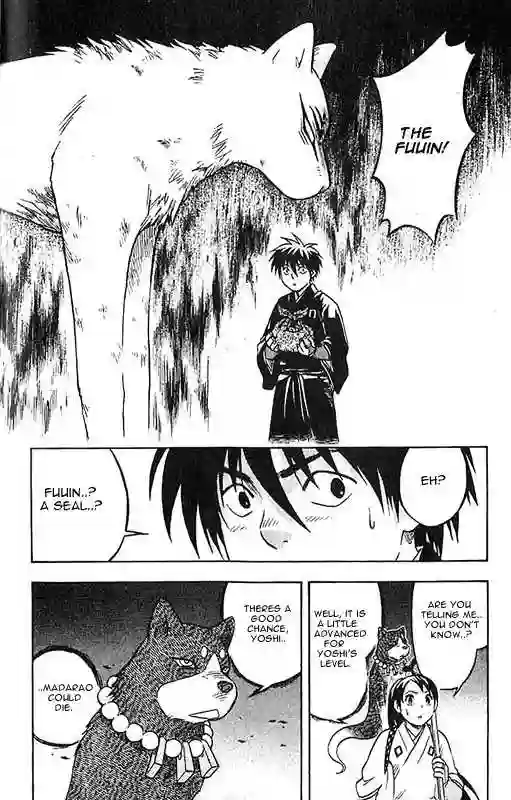 THE
FUUIN!
EH?
FUUIN..?
A SEAL..?
ARE YOU
TELLING ME..
YOU DON'T
KNOW..?
WELL, IT IS
A LITTLE
ADVANCED
FOR
YOSHI'S
LEVEL.
THERES A
GOOD
CHANCE,
YOSHI..
..MADARAO
COULD
DIE.